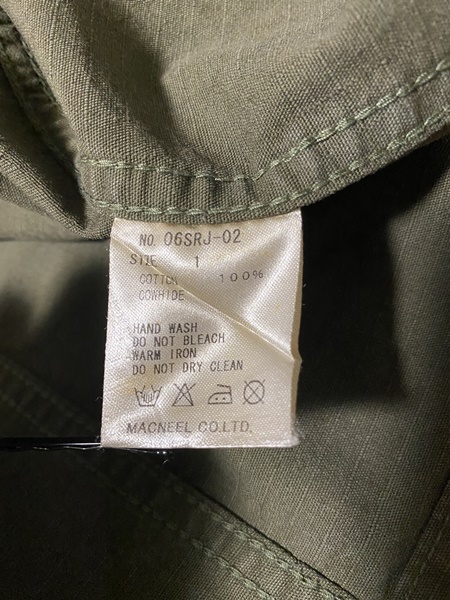 NO. 06SRJ-02
SIZE 1
COTTON 100%
COWHIDE
HAND WASH
DO NOT BLEACH
WARM IRON
DO NOT DRY CLEAN
MACNEEL CO.LTD.